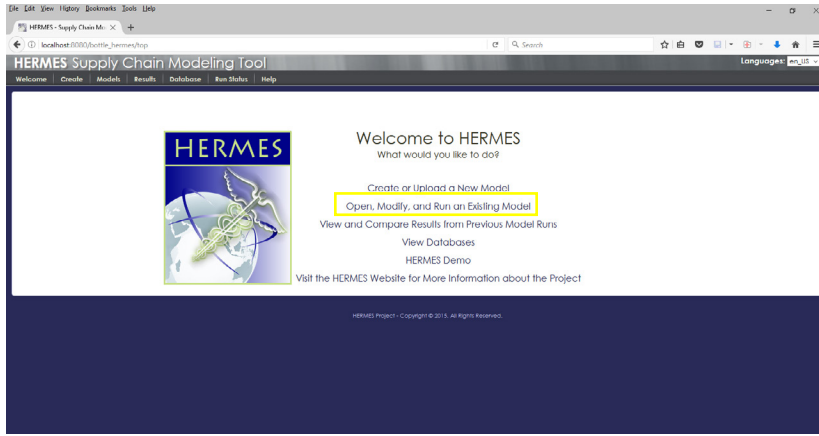 File Edit View History Bookmarks Tools Help
HERMES - Supply Chain Mo
localhost:8080/bottle_hermes/top
Search
HERMES Supply Chain Modeling Tool
Languages: en_US
Welcome Create Models Results Database Run Status Help
HERMES
Welcome to HERMES
What would you like to do?
Create or Upload a New Model
Open, Modify, and Run an Existing Model
View and Compare Results from Previous Model Runs
View Databases
HERMES Demo
Visit the HERMES Website for More Information about the Project
HERMES Project - Copyright © 2015, All Rights Reserved.